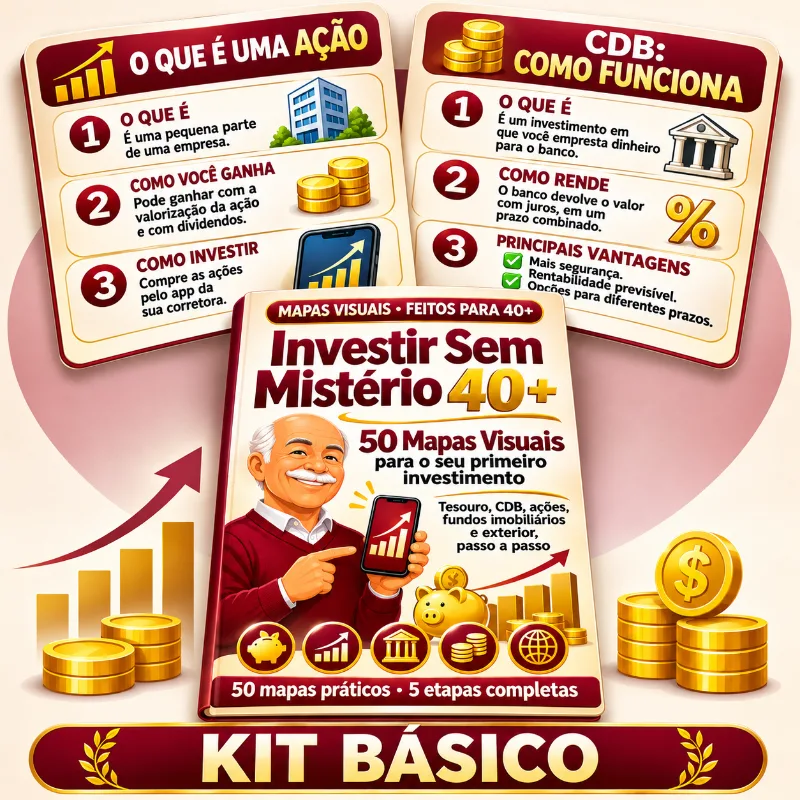 O QUE É UMA AÇÃO
1
O QUE É
É uma pequena parte
de uma empresa.
2
COMO VOCÊ GANHA
Pode ganhar com a
valorização da ação
e com dividendos.
3
COMO INVESTIR
Compre as ações
pelo app da
sua corretora.
CDB:
COMO FUNCIONA
1
O QUE É
É um investimento em
que você empresta dinheiro
para o banco.
2
COMO RENDE
O banco devolve o valor
com juros, em um
prazo combinado.
%
3
PRINCIPAIS VANTAGENS
Mais segurança.
Rentabilidade previsível.
Opções para diferentes prazos.
MAPAS VISUAIS • FEITOS PARA 40+
Investir Sem
Mistério 40+
50 Mapas Visuais
para o seu primeiro
investimento
Tesouro, CDB, ações,
fundos imobiliários
e exterior,
passo a passo
50 mapas práticos • 5 etapas completas
$
KIT BÁSICO